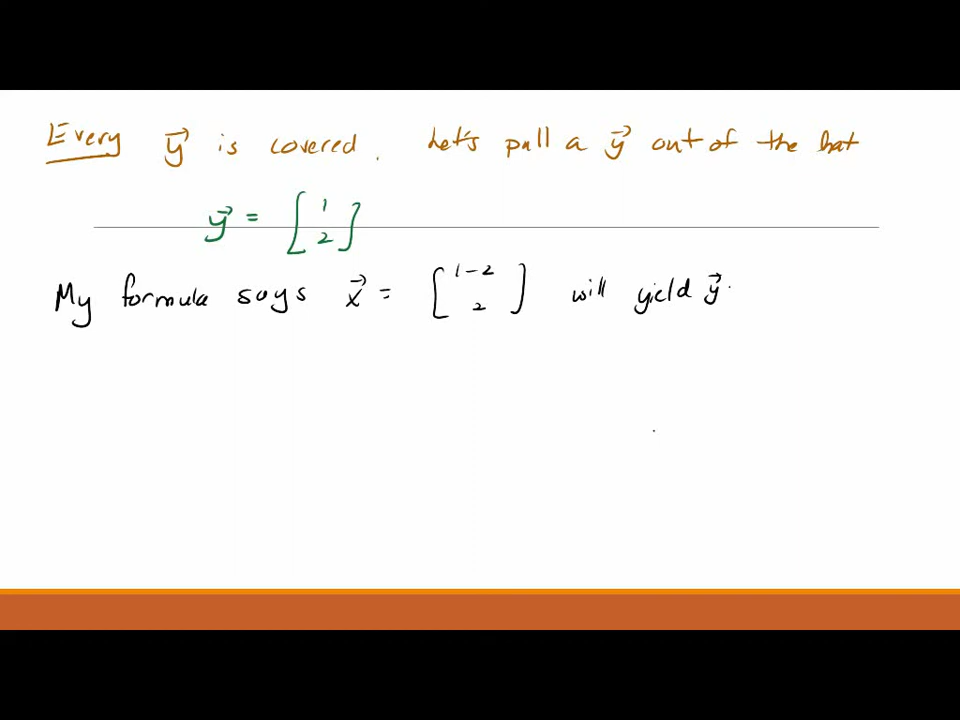 Every y⃗ is covered. Let's pull a y⃗ out of the hat
y⃗ = [1 2]
My formula says x⃗ = [1-2 2] will yield y⃗.